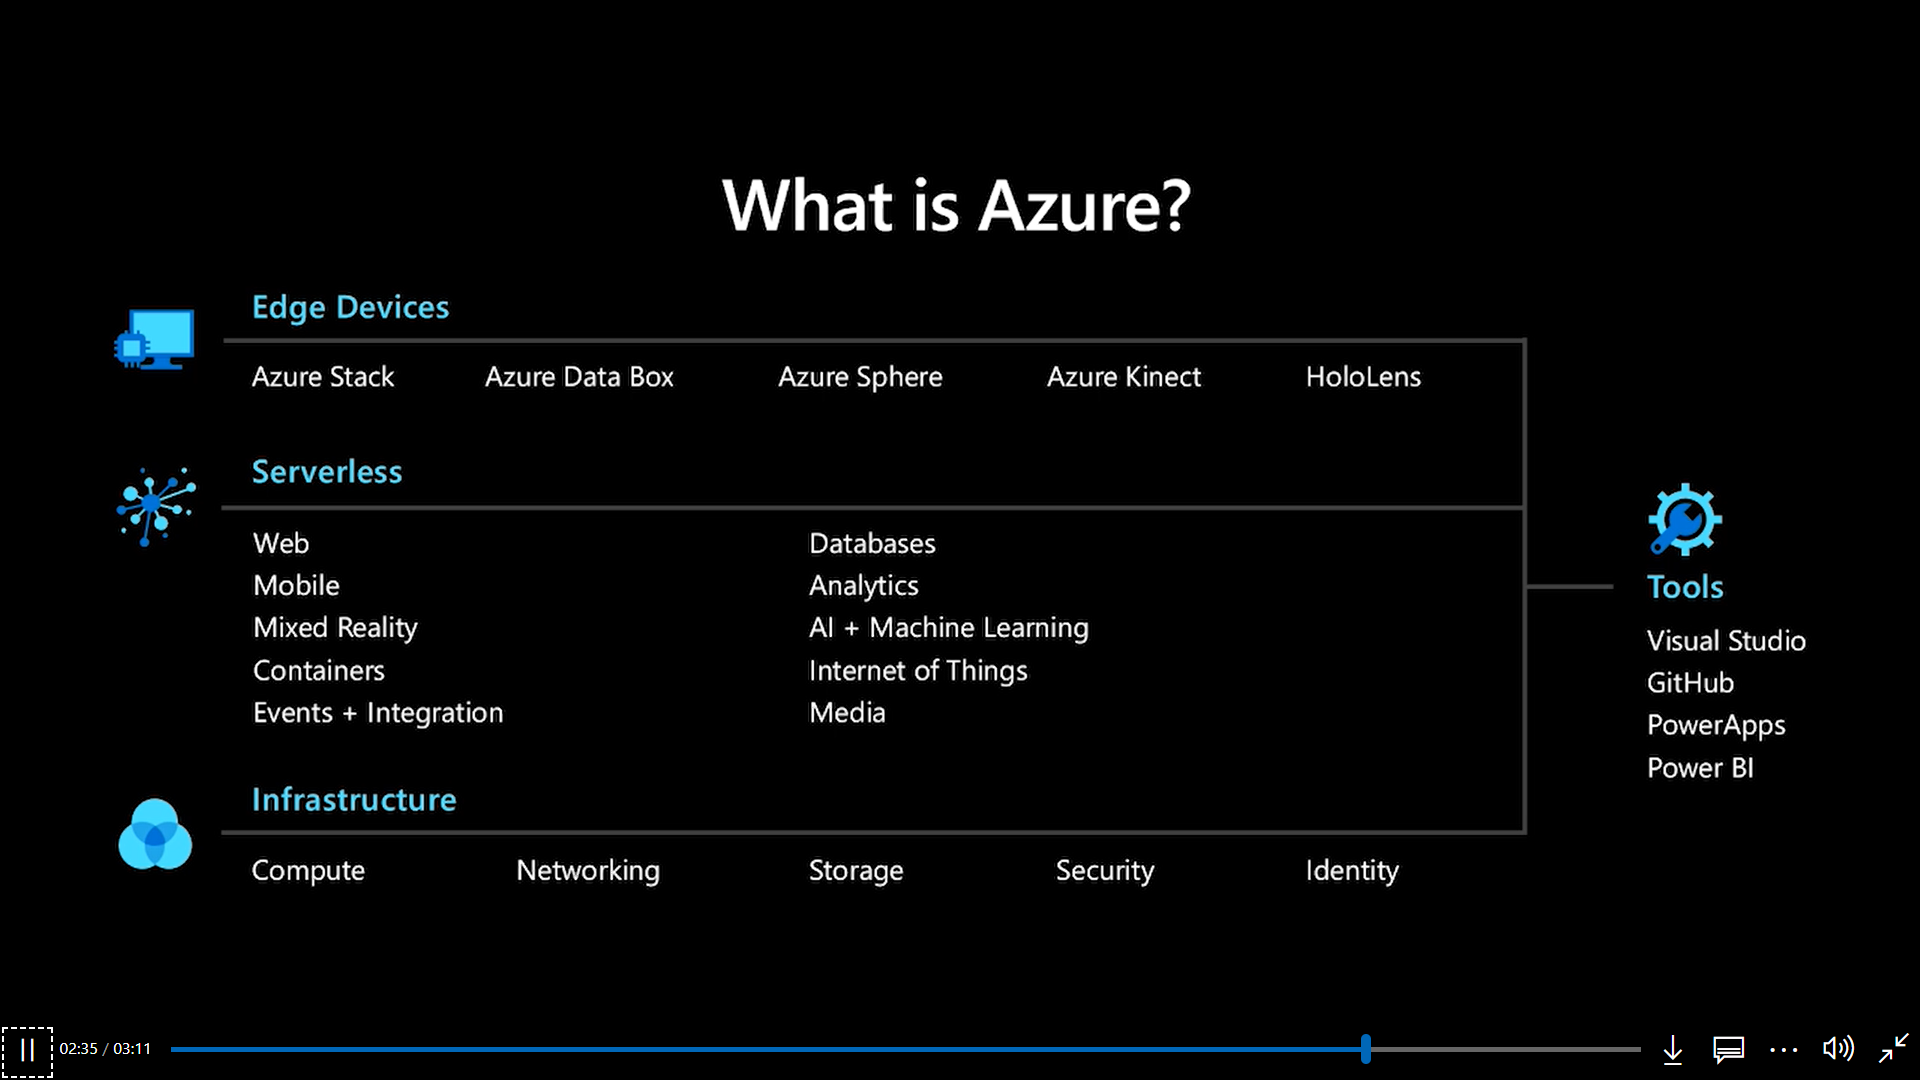 What is Azure?
Edge Devices
Azure Stack Azure Data Box Azure Sphere Azure Kinect HoloLens
Serverless
Web
Mobile
Mixed Reality
Containers
Events + Integration
Databases
Analytics
AI + Machine Learning
Internet of Things
Media
Infrastructure
Compute Networking Storage Security Identity
Tools
Visual Studio
GitHub
PowerApps
Power BI
02:35 / 03:11